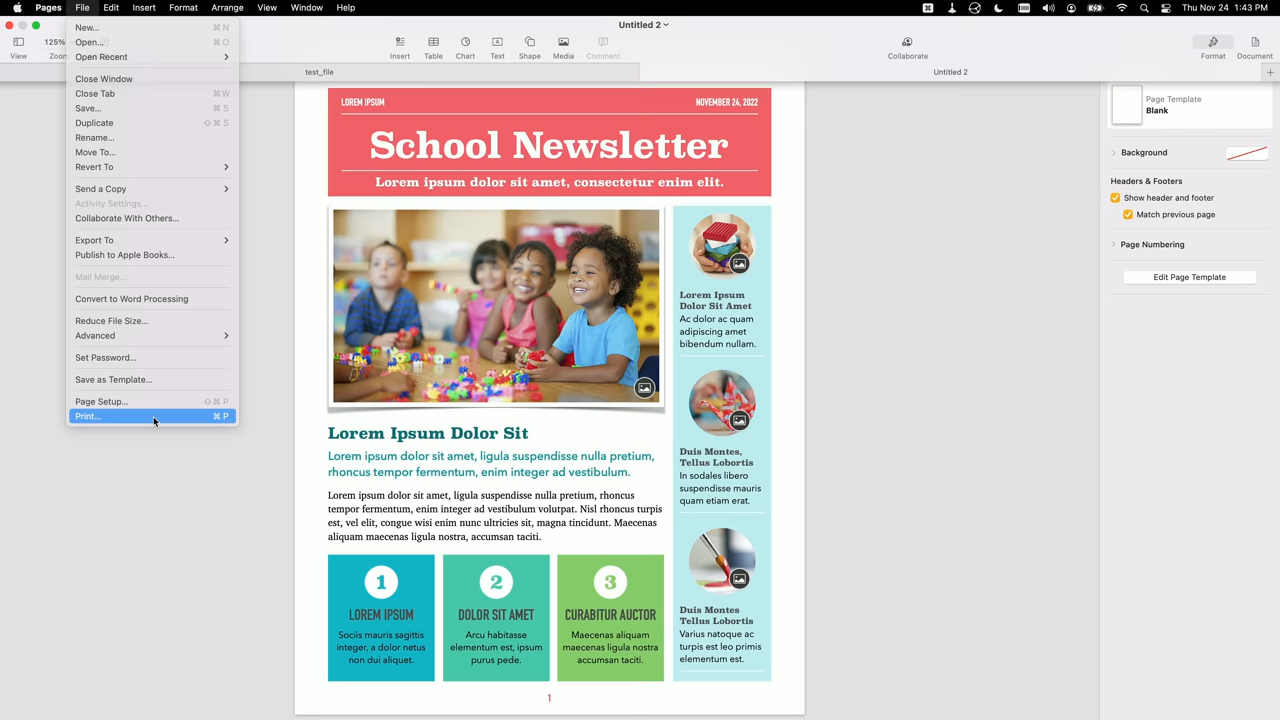 Pages File Edit Insert Format Arrange View Window Help Thu Nov 24 1:43 PM
Untitled 2
View 125% Zoom Insert Table Chart Text Shape Media Comment Collaborate Format Document
test_file Untitled 2
New... ⌘ N
Open... ⌘ O
Open Recent
Close Window
Close Tab ⌘ W
Save... ⌘ S
Duplicate ⇧ ⌘ S
Rename...
Move To...
Revert To
Send a Copy
Activity Settings...
Collaborate With Others...
Export To
Publish to Apple Books...
Mail Merge...
Convert to Word Processing
Reduce File Size...
Advanced
Set Password...
Save as Template...
Page Setup... ⇧ ⌘ P
Print... ⌘ P
LOREM IPSUM NOVEMBER 24, 2022
School Newsletter
Lorem ipsum dolor sit amet, consectetur enim elit.
Lorem Ipsum Dolor Sit
Lorem ipsum dolor sit amet, ligula suspendisse nulla pretium,
rhoncus tempor fermentum, enim integer ad vestibulum.
Lorem ipsum dolor sit amet, ligula suspendisse nulla pretium, rhoncus
tempor fermentum, enim integer ad vestibulum volutpat. Nisl rhoncus turpis
est, vel elit, congue wisi enim nunc ultricies sit, magna tincidunt. Maecenas
aliquam maecenas ligula nostra, accumsan taciti.
1
LOREM IPSUM
Sociis mauris sagittis
integer, a dolor netus
non dui aliquet.
2
DOLOR SIT AMET
Arcu habitasse
elementum est, ipsum
purus pede.
3
CURABITUR AUCTOR
Maecenas aliquam
maecenas ligula nostra
accumsan taciti.
Lorem Ipsum
Dolor Sit Amet
Ac dolor ac quam
adipiscing amet
bibendum nullam.
Duis Montes,
Tellus Lobortis
In sodales libero
suspendisse mauris
quam etiam erat.
Duis Montes
Tellus Lobortis
Varius natoque ac
turpis est leo primis
elementum est.
1
Page Template
Blank
Background
Headers & Footers
Show header and footer
Match previous page
Page Numbering
Edit Page Template